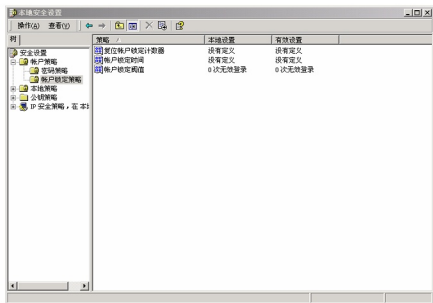 本地安全设置
操作(A) 查看(V)
树
策略 本地设置 有效设置
安全设置
帐户策略
密码策略
帐户锁定策略
本地策略
公钥策略
IP 安全策略，在 本地
复位帐户锁定计数器 没有定义 没有定义
帐户锁定时间 没有定义 没有定义
帐户锁定阈值 0 次无效登录 0 次无效登录